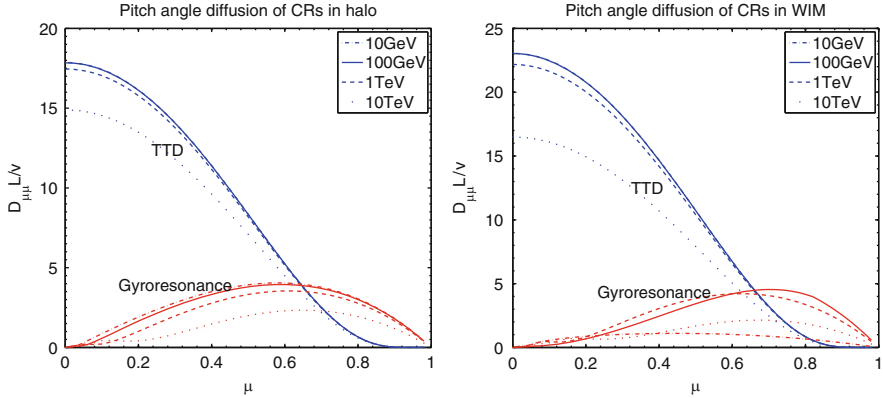 Pitch angle diffusion of CRs in halo
20
15
10
5
0
D_μμ L/v
0
0.2
0.4
0.6
0.8
1
μ
TTD
Gyroresonance
10GeV
100GeV
1TeV
10TeV
Pitch angle diffusion of CRs in WIM
25
20
15
10
5
0
D_μμ L/v
0
0.2
0.4
0.6
0.8
1
μ
TTD
Gyroresonance
10GeV
100GeV
1TeV
10TeV